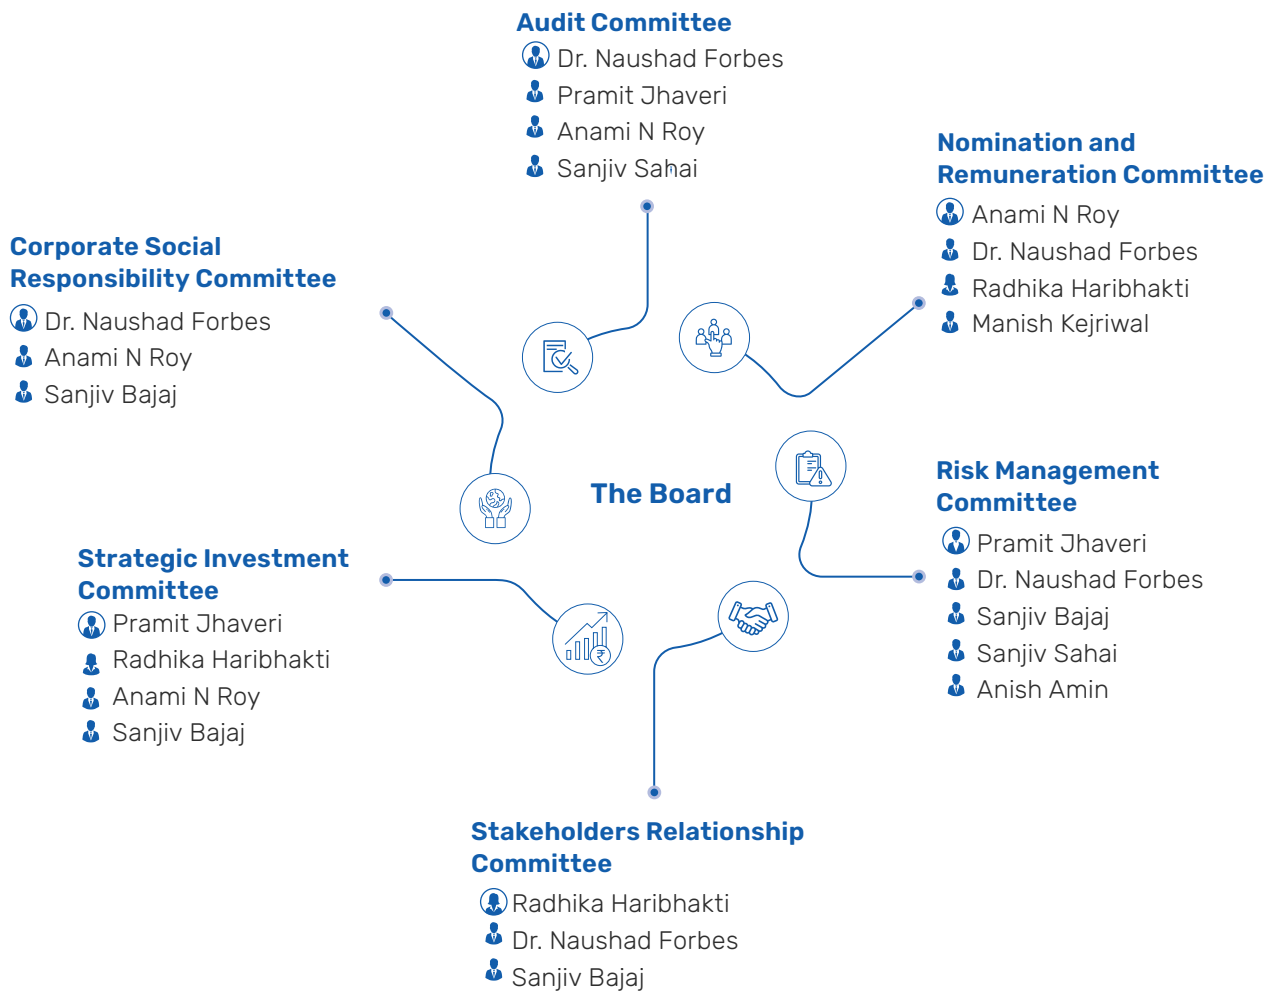 Audit Committee
Dr. Naushad Forbes
Pramit Jhaveri
Anami N Roy
Sanjiv Sahai
Nomination and
Remuneration Committee
Anami N Roy
Dr. Naushad Forbes
Radhika Haribhakti
Manish Kejriwal
Corporate Social
Responsibility Committee
Dr. Naushad Forbes
Anami N Roy
Sanjiv Bajaj
The Board
Risk Management
Committee
Pramit Jhaveri
Dr. Naushad Forbes
Sanjiv Bajaj
Sanjiv Sahai
Anish Amin
Strategic Investment
Committee
Pramit Jhaveri
Radhika Haribhakti
Anami N Roy
Sanjiv Bajaj
₹
Stakeholders Relationship
Committee
Radhika Haribhakti
Dr. Naushad Forbes
Sanjiv Bajaj